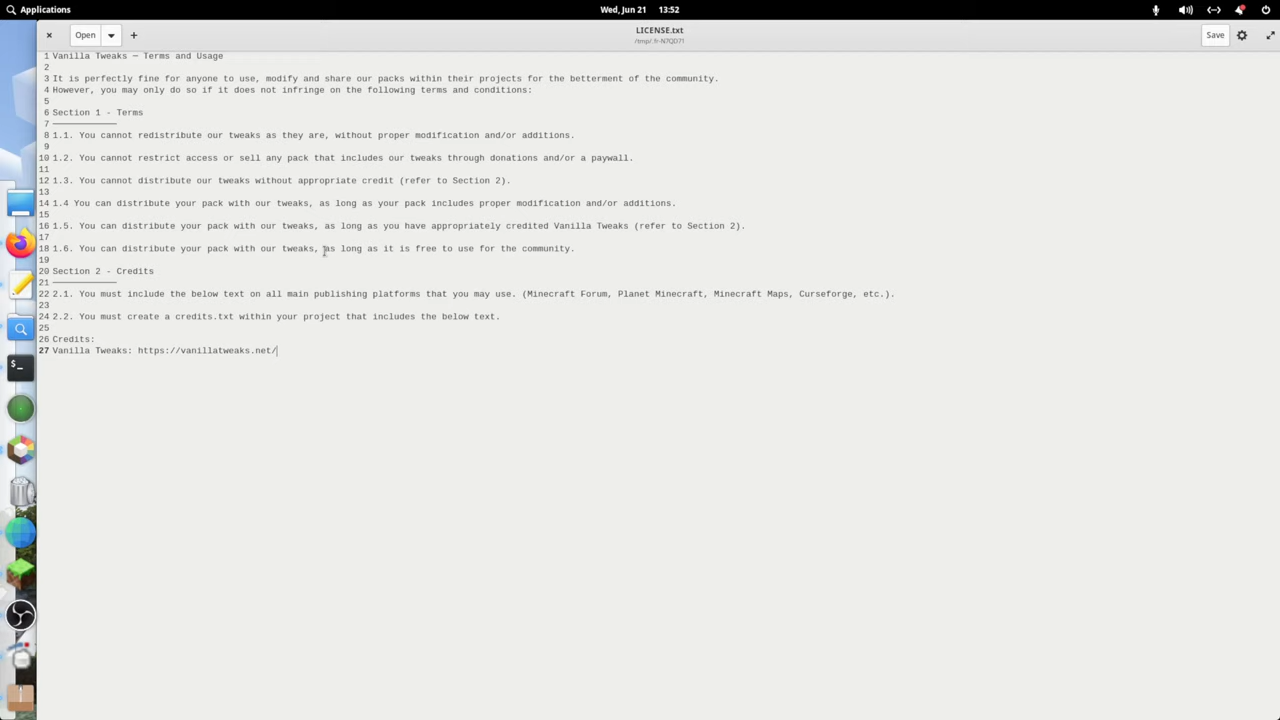 Applications
Wed, Jun 21 13:52
Open
LICENSE.txt
/tmp/.fr-N7QD71
Save
1 Vanilla Tweaks — Terms and Usage
2
3 It is perfectly fine for anyone to use, modify and share our packs within their projects for the betterment of the community.
4 However, you may only do so if it does not infringe on the following terms and conditions:
5
6 Section 1 - Terms
7 ————————————
8 1.1. You cannot redistribute our tweaks as they are, without proper modification and/or additions.
9
10 1.2. You cannot restrict access or sell any pack that includes our tweaks through donations and/or a paywall.
11
12 1.3. You cannot distribute our tweaks without appropriate credit (refer to Section 2).
13
14 1.4 You can distribute your pack with our tweaks, as long as your pack includes proper modification and/or additions.
15
16 1.5. You can distribute your pack with our tweaks, as long as you have appropriately credited Vanilla Tweaks (refer to Section 2).
17
18 1.6. You can distribute your pack with our tweaks, as long as it is free to use for the community.
19
20 Section 2 - Credits
21 ————————————
22 2.1. You must include the below text on all main publishing platforms that you may use. (Minecraft Forum, Planet Minecraft, Minecraft Maps, Curseforge, etc.).
23
24 2.2. You must create a credits.txt within your project that includes the below text.
25
26 Credits:
27 Vanilla Tweaks: https://vanillatweaks.net/